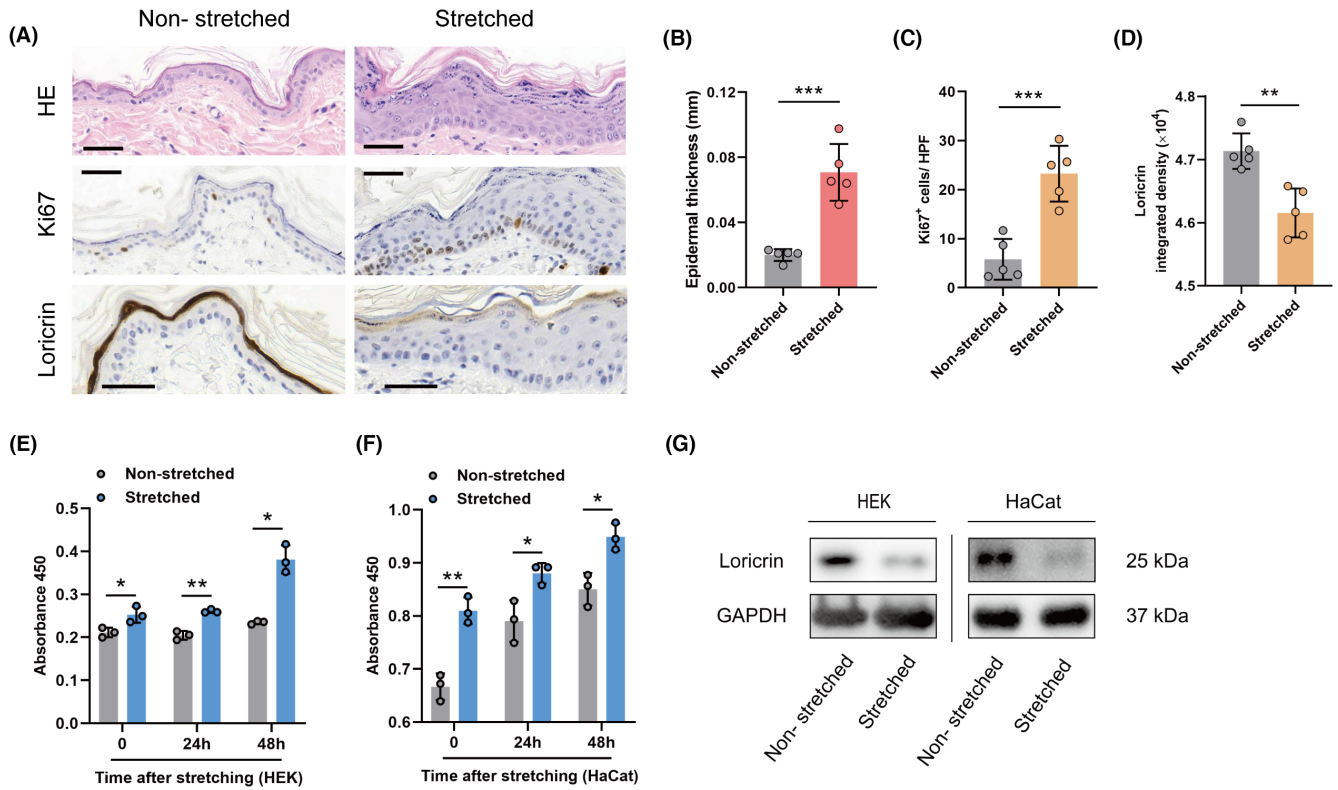 (A)
Non- stretched
Stretched
HE
Ki67
Loricrin
(B)
Epidermal thickness (mm)
0.12
0.08
0.04
0.00
***
Non-stretched
Stretched
(C)
Ki67⁺ cells/ HPF
40
30
20
10
0
***
Non-stretched
Stretched
(D)
Loricrin
integrated density (×10⁴)
4.8
4.7
4.6
4.5
**
Non-stretched
Stretched
(E)
Non-stretched
Stretched
Absorbance 450
0.5
0.4
0.3
0.2
0.1
0.0
*
**
*
0
24h
48h
Time after stretching (HEK)
(F)
Non-stretched
Stretched
Absorbance 450
1.0
0.9
0.8
0.7
0.6
**
*
*
0
24h
48h
Time after stretching (HaCat)
(G)
HEK
HaCat
Loricrin
25 kDa
GAPDH
37 kDa
Non- stretched
Stretched
Non- stretched
Stretched